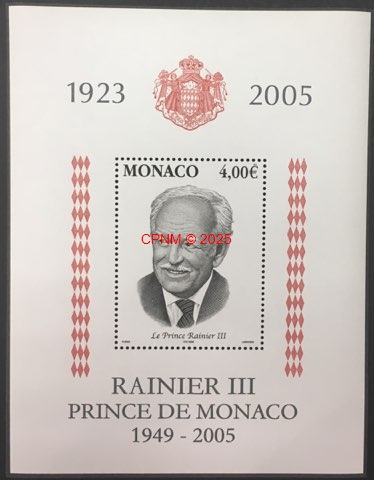 1923 2005
MONACO 4,00€
CPNM © 2025
Le Prince Rainier III
RAINIER III
PRINCE DE MONACO
1949 - 2005